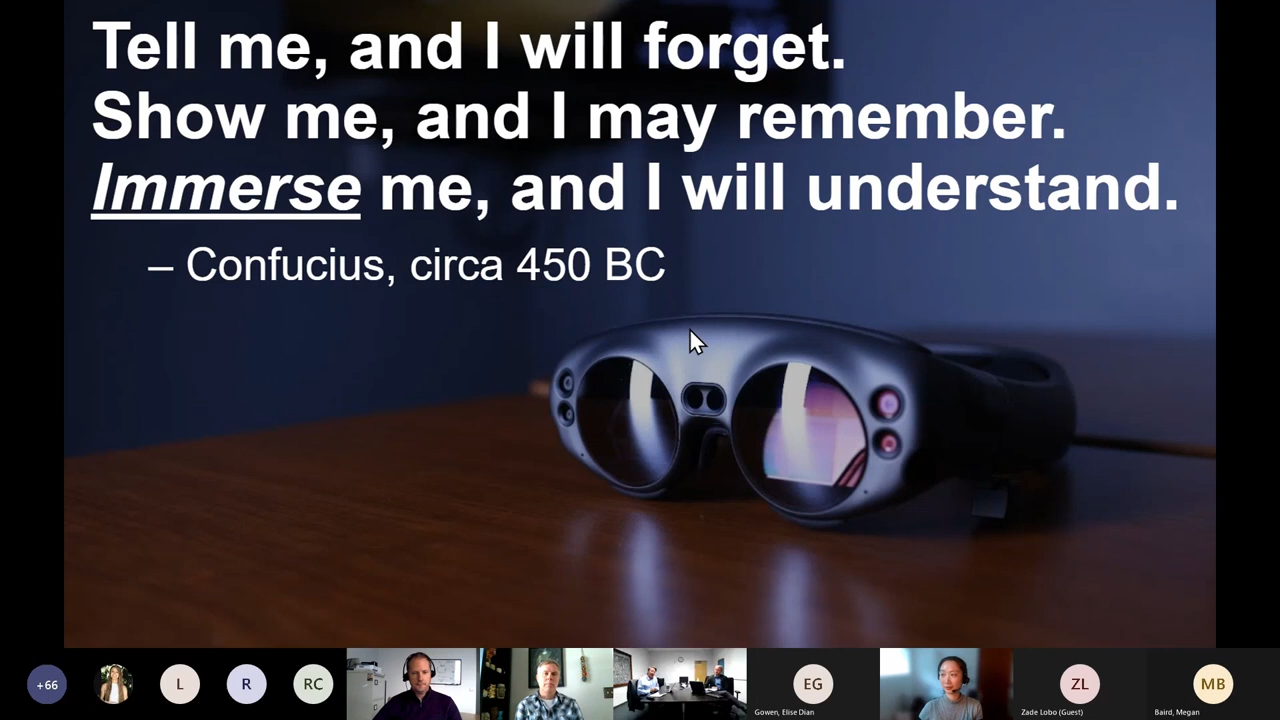 Tell me, and I will forget.
Show me, and I may remember.
Immerse me, and I will understand.
– Confucius, circa 450 BC
+66
L
R
RC
EG
Gowen, Elise Dian
ZL
Zade Lobo (Guest)
MB
Baird, Megan